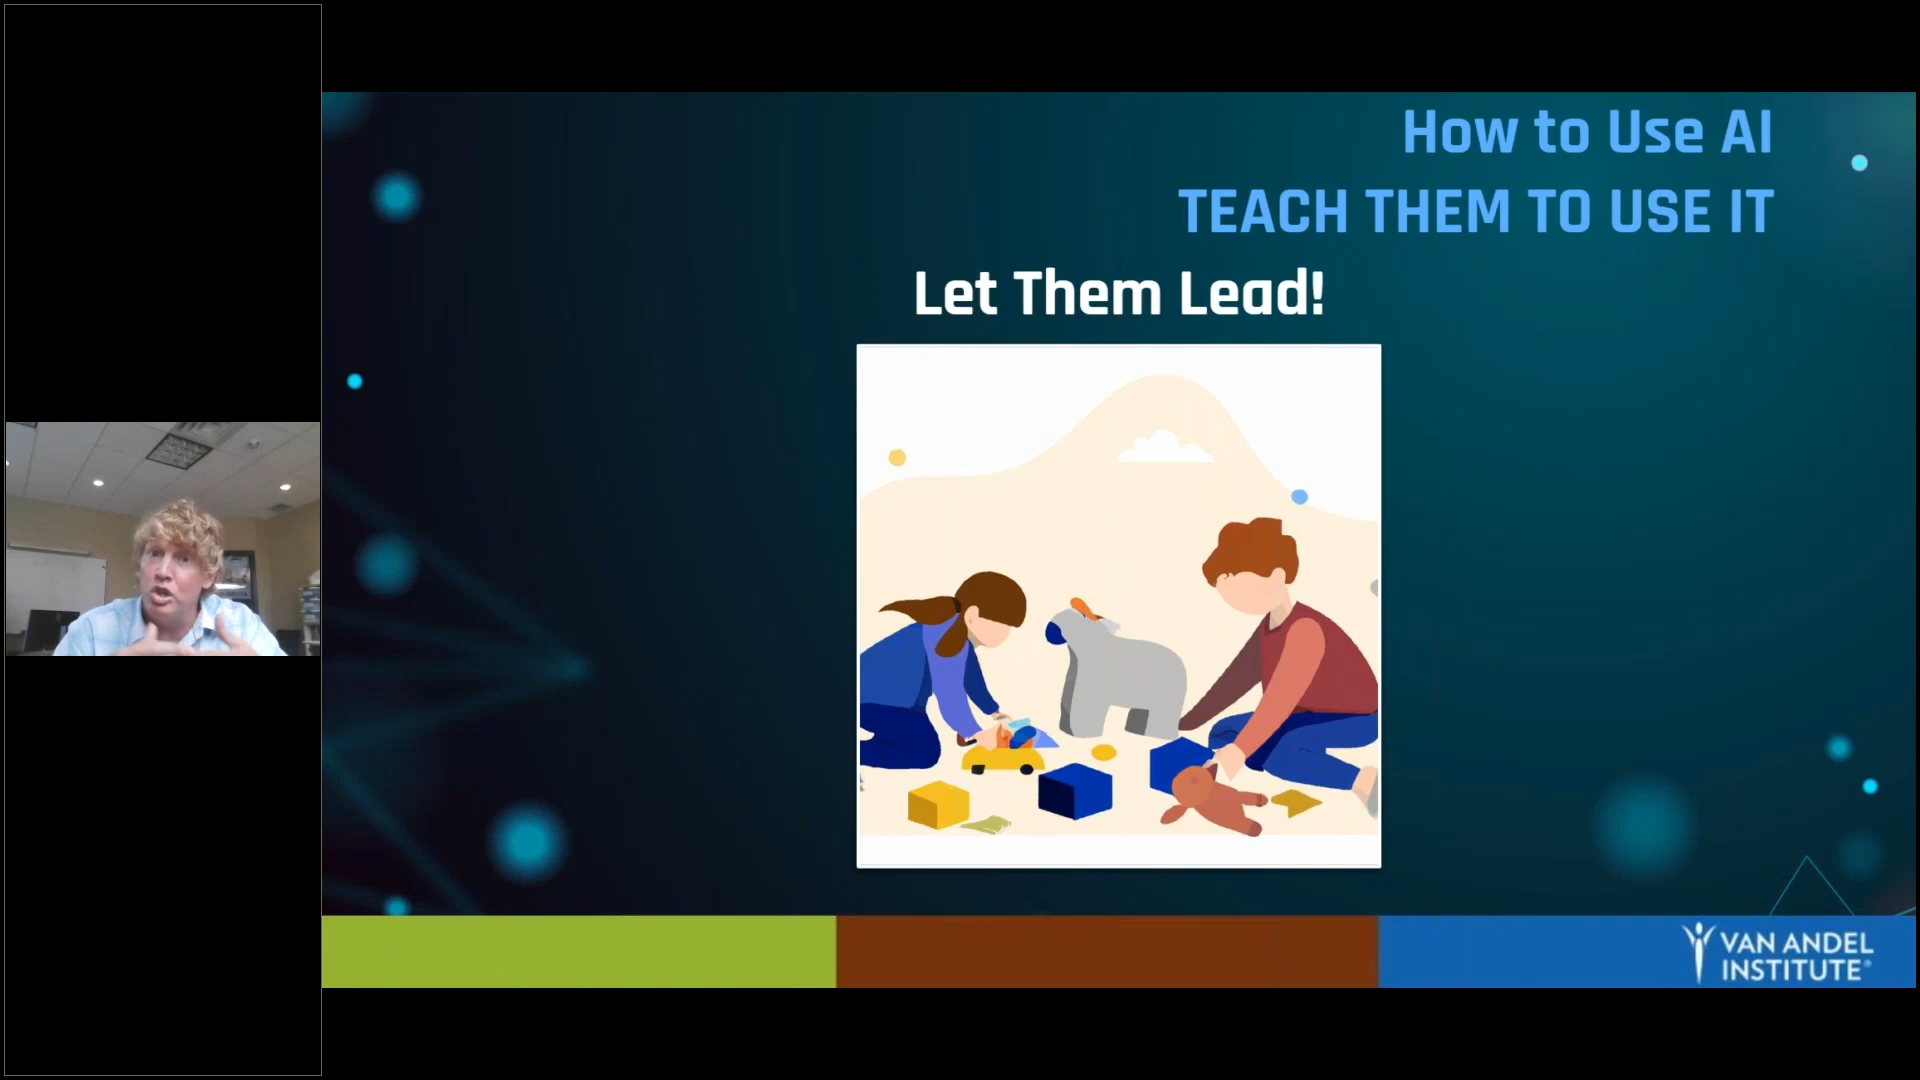 How to Use AI
TEACH THEM TO USE IT
Let Them Lead!
VAN ANDEL
INSTITUTE®